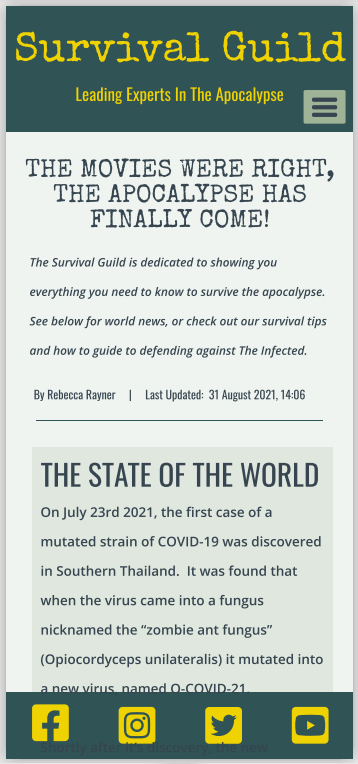 Survival Guild
Leading Experts In The Apocalypse
THE MOVIES WERE RIGHT,
THE APOCALYPSE HAS
FINALLY COME!
The Survival Guild is dedicated to showing you
everything you need to know to survive the apocalypse.
See below for world news, or check out our survival tips
and how to guide to defending against The Infected.
By Rebecca Rayner | Last Updated: 31 August 2021, 14:06
THE STATE OF THE WORLD
On July 23rd 2021, the first case of a
mutated strain of COVID-19 was discovered
in Southern Thailand. It was found that
when the virus came into a fungus
nicknamed the “zombie ant fungus”
(Opiocordyceps unilateralis) it mutated into
a new virus, named O-COVID-21.
Shortly after it's discovery, the new